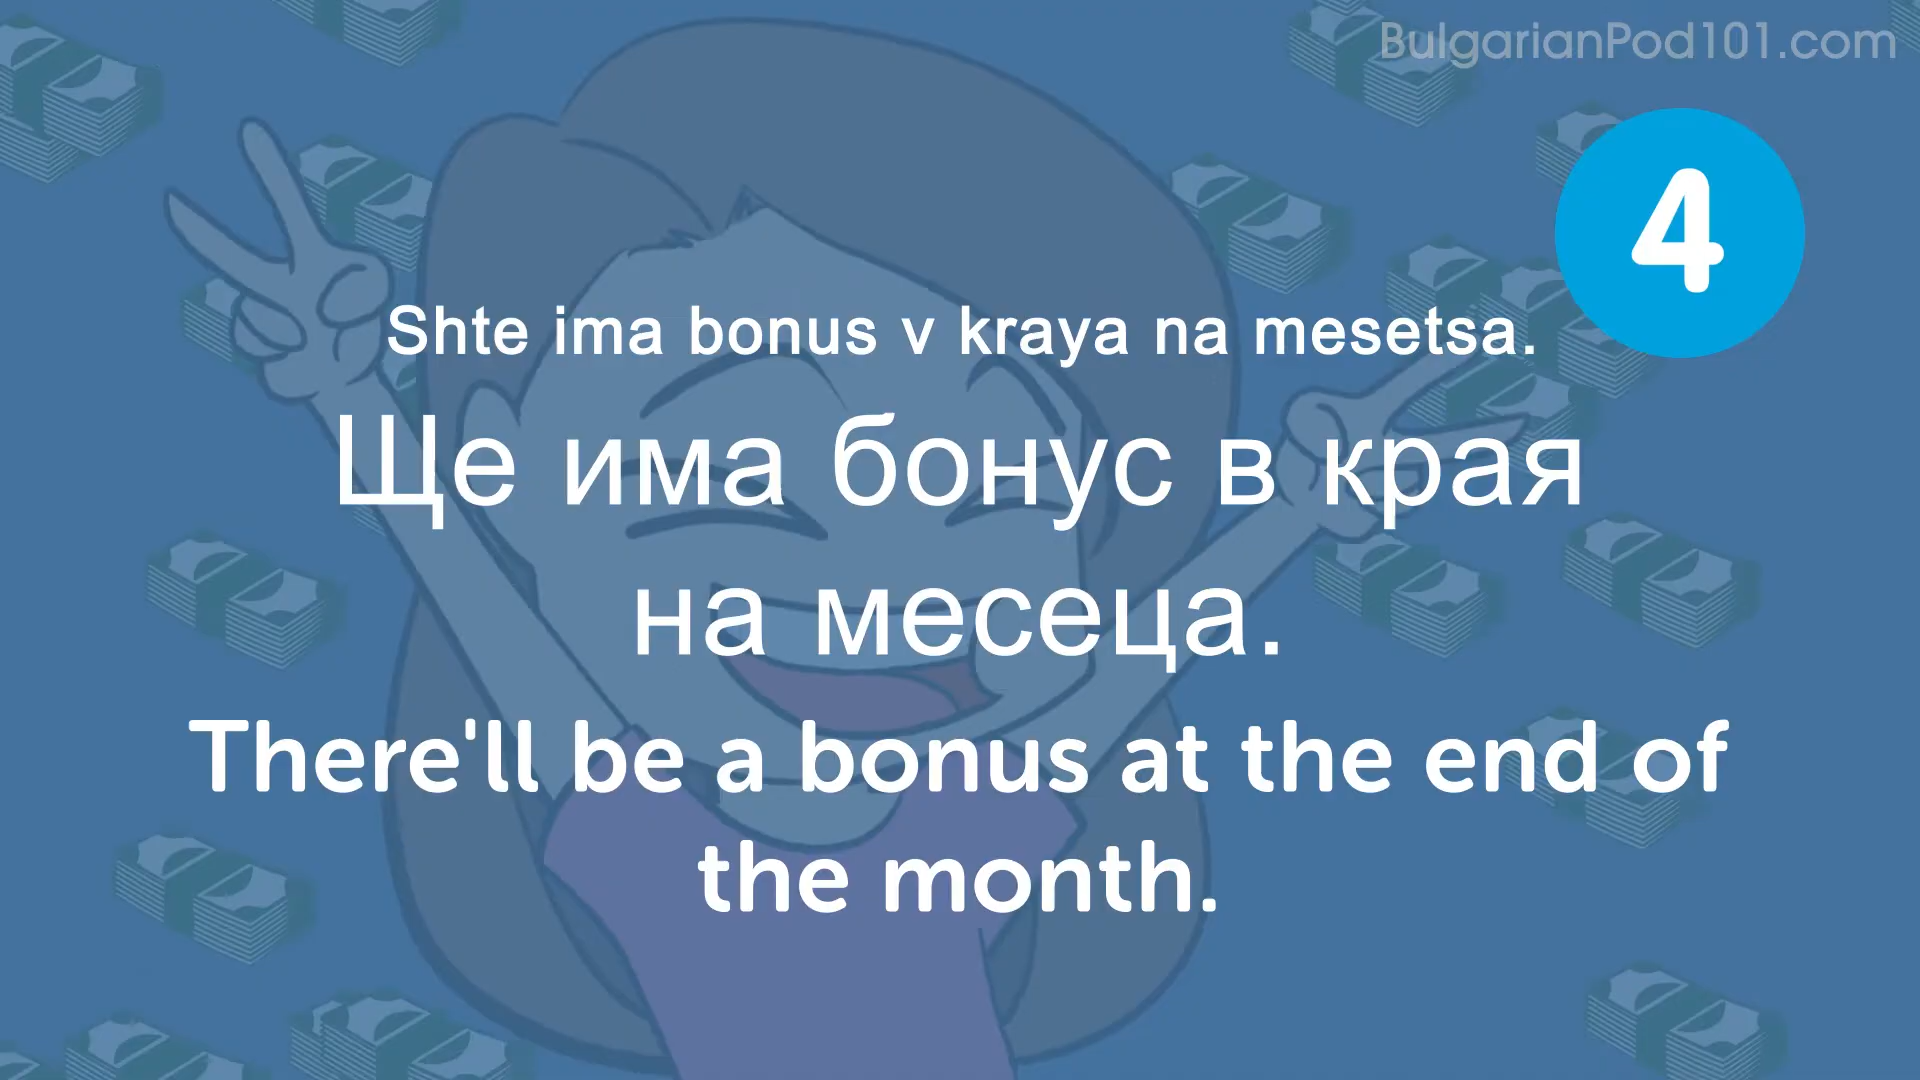 BulgarianPod101.com
4
Shte ima bonus v kraya na mesetsa.
Ще има бонус в края
на месеца.
There'll be a bonus at the end of
the month.